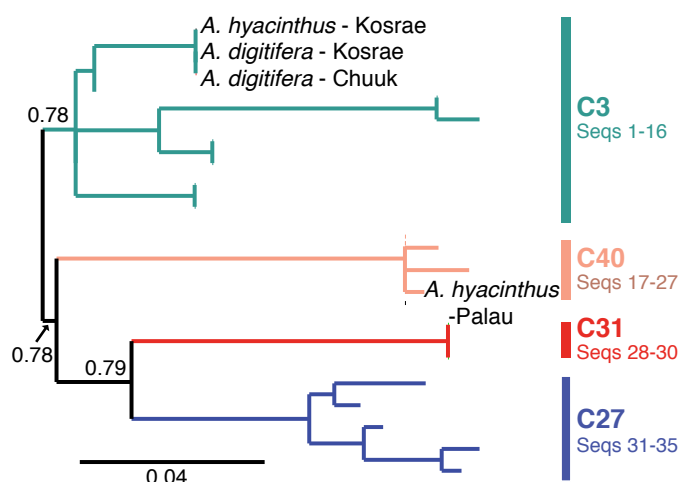 A. hyacinthus - Kosrae
A. digitifera - Kosrae
A. digitifera - Chuuk
0.78
C3
Seqs 1-16
C40
Seqs 17-27
A. hyacinthus
-Palau
C31
Seqs 28-30
0.78
0.79
C27
Seqs 31-35
0.04